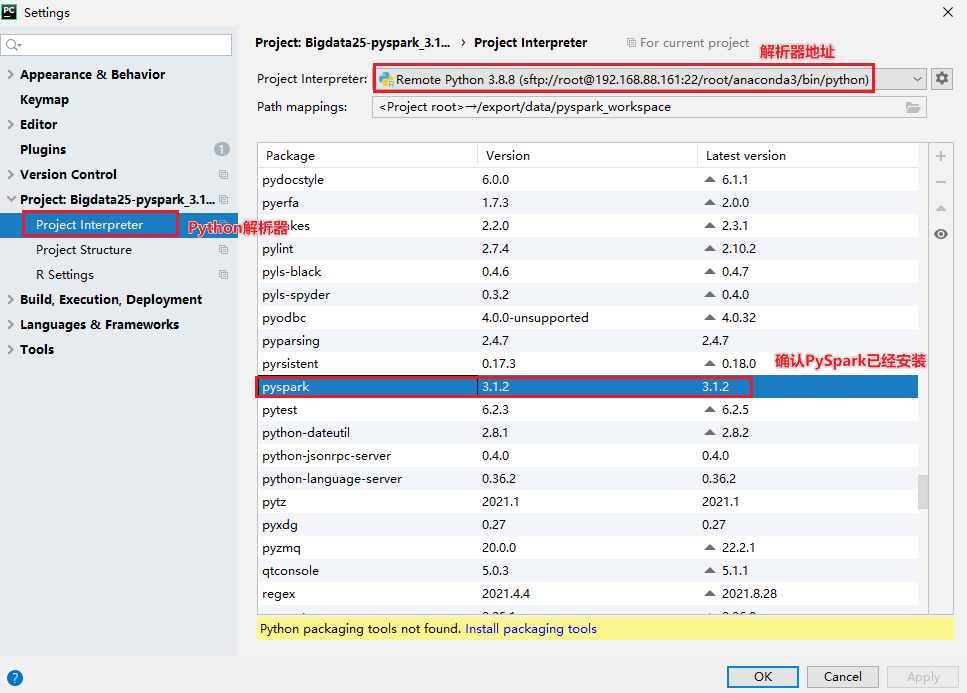 PC Settings
Project: Bigdata25-pyspark_3.1... › Project Interpreter For current project
解析器地址
Appearance & Behavior
Keymap
Editor
Plugins 1
Version Control
Project: Bigdata25-pyspark_3.1...
Project Interpreter
Python解析器
Project Structure
R Settings
Build, Execution, Deployment
Languages & Frameworks
Tools
Project Interpreter: Remote Python 3.8.8 (sftp://root@192.168.88.161:22/root/anaconda3/bin/python)
Path mappings: <Project root>→/export/data/pyspark_workspace
Package Version Latest version
pydocstyle 6.0.0 6.1.1
pyerfa 1.7.3 2.0.0
kes 2.2.0 2.3.1
pylint 2.7.4 2.10.2
pyls-black 0.4.6 0.4.7
pyls-spyder 0.3.2 0.4.0
pyodbc 4.0.0-unsupported 4.0.32
pyparsing 2.4.7 2.4.7
pyrsistent 0.17.3 0.18.0
确认PySpark已经安装
pyspark 3.1.2 3.1.2
pytest 6.2.3 6.2.5
python-dateutil 2.8.1 2.8.2
python-jsonrpc-server 0.4.0 0.4.0
python-language-server 0.36.2 0.36.2
pytz 2021.1 2021.1
pyxdg 0.27 0.27
pyzmq 20.0.0 22.2.1
qtconsole 5.0.3 5.1.1
regex 2021.4.4 2021.8.28
Python packaging tools not found. Install packaging tools
? OK Cancel Apply